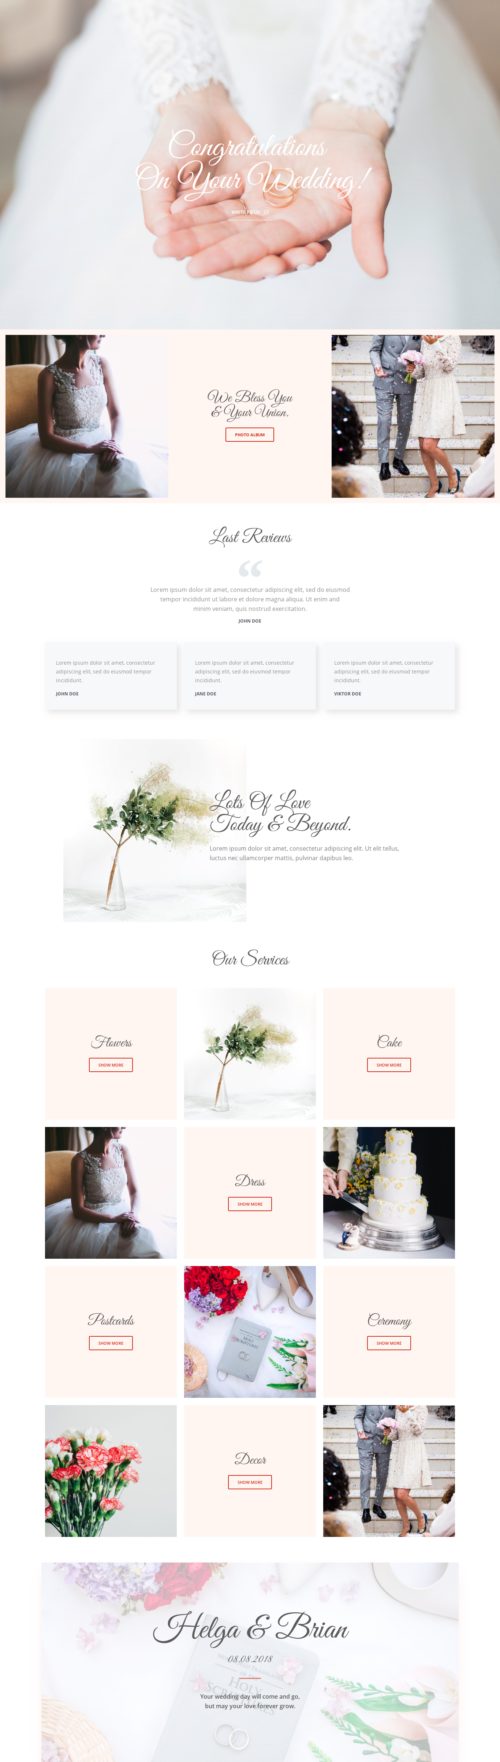 Congratulations
On Your Wedding!
We Bless You
& Your Union.
PHOTO ALBUM
Last Reviews
“
Lorem ipsum dolor sit amet, consectetur adipiscing elit, sed do eiusmod
tempor incididunt ut labore et dolore magna aliqua. Ut enim and
minim veniam, quis nostrud exercitation.
JOHN DOE
Lorem ipsum dolor sit amet, consectetur
adipiscing elit, sed do eiusmod tempor
incididunt.
JOHN DOE
Lorem ipsum dolor sit amet, consectetur
adipiscing elit, sed do eiusmod tempor
incididunt.
JANE DOE
Lorem ipsum dolor sit amet, consectetur
adipiscing elit, sed do eiusmod tempor
incididunt.
VIKTOR DOE
Lots Of Love
Today & Beyond.
Lorem ipsum dolor sit amet, consectetur adipiscing elit. Ut elit tellus,
luctus nec ullamcorper mattis, pulvinar dapibus leo.
Our Services
Flowers
SHOW MORE
Cake
SHOW MORE
Dress
SHOW MORE
Postcards
SHOW MORE
Ceremony
SHOW MORE
Decor
SHOW MORE
Helga & Brian
08.08.2018
Your wedding day will come and go,
but may your love forever grow.